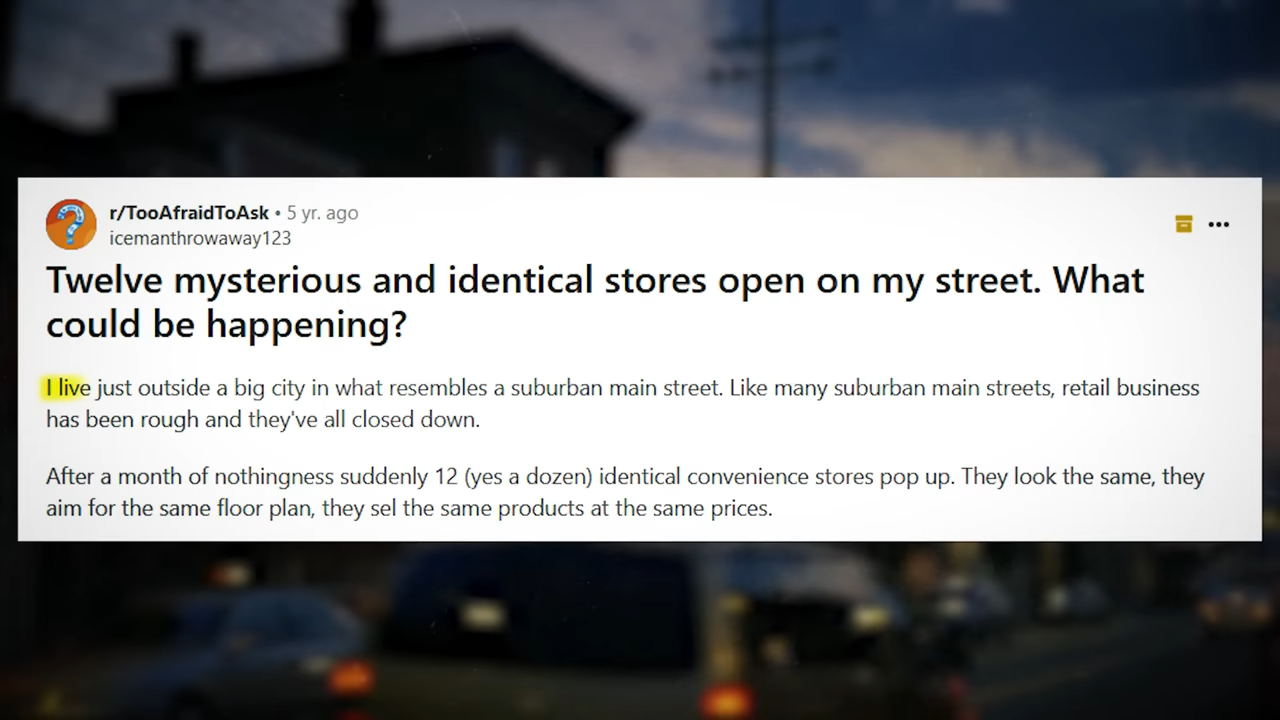 r/TooAfraidToAsk • 5 yr. ago
icemanthrowaway123
Twelve mysterious and identical stores open on my street. What
could be happening?
I live just outside a big city in what resembles a suburban main street. Like many suburban main streets, retail business
has been rough and they've all closed down.
After a month of nothingness suddenly 12 (yes a dozen) identical convenience stores pop up. They look the same, they
aim for the same floor plan, they sel the same products at the same prices.